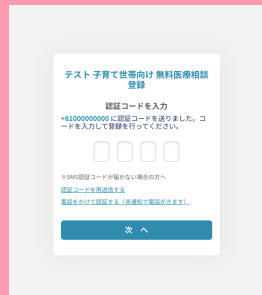 テスト 子育て世帯向け 無料医療相談
登録
認証コードを入力
+81000000000 に認証コードを送りました。コ
ードを入力して登録を行ってください。
※SMS認証コードが届かない場合の方へ
認証コードを再送信する
電話をかけて認証する（非通知で電話がきます）
次 へ